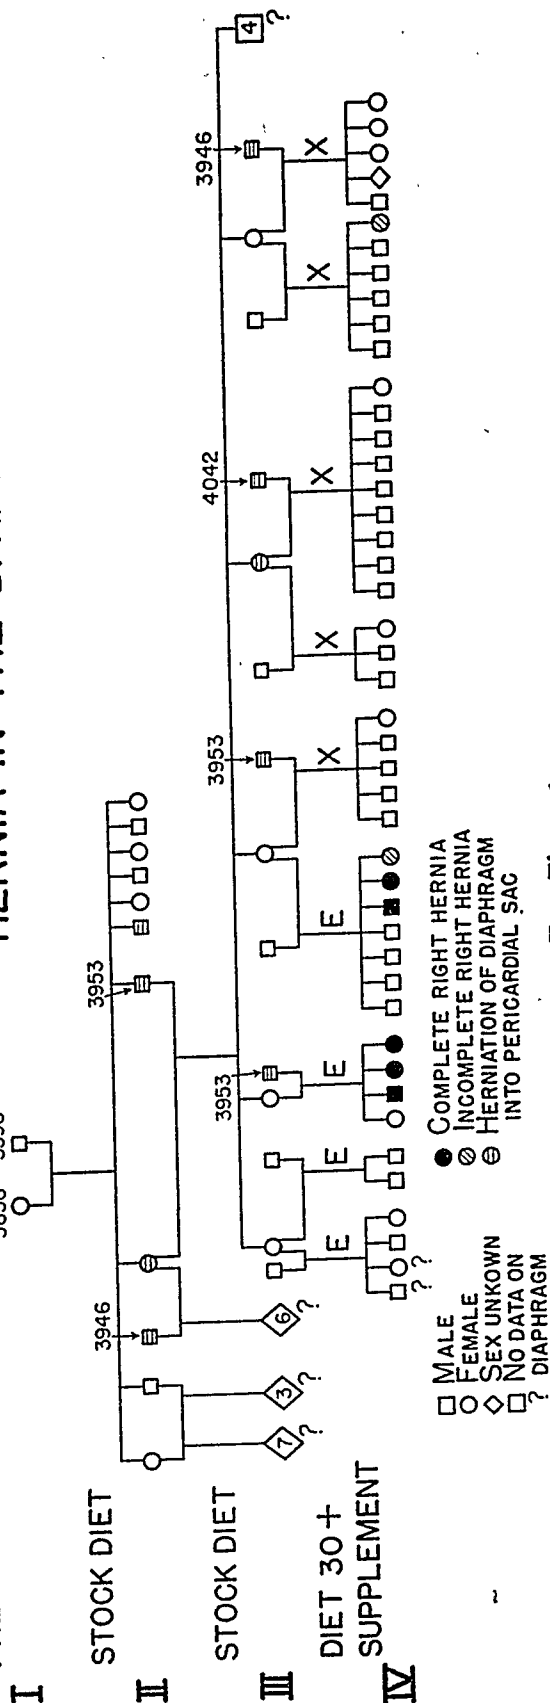 HERNIA IN THE
I
STOCK DIET
3946
3953
II
STOCK DIET
3953
3953
4042
3946
7
?
3
?
6
?
4
?
III
DIET 30+
SUPPLEMENT
E
E
E
E
X
X
X
X
X
?
?
IV
□ MALE
○ FEMALE
◇ SEX UNKOWN
□ NO DATA ON
? DIAPHRAGM
COMPLETE RIGHT HERNIA
INCOMPLETE RIGHT HERNIA
HERNIATION OF DIAPHRAGM
INTO PERICARDIAL SAC